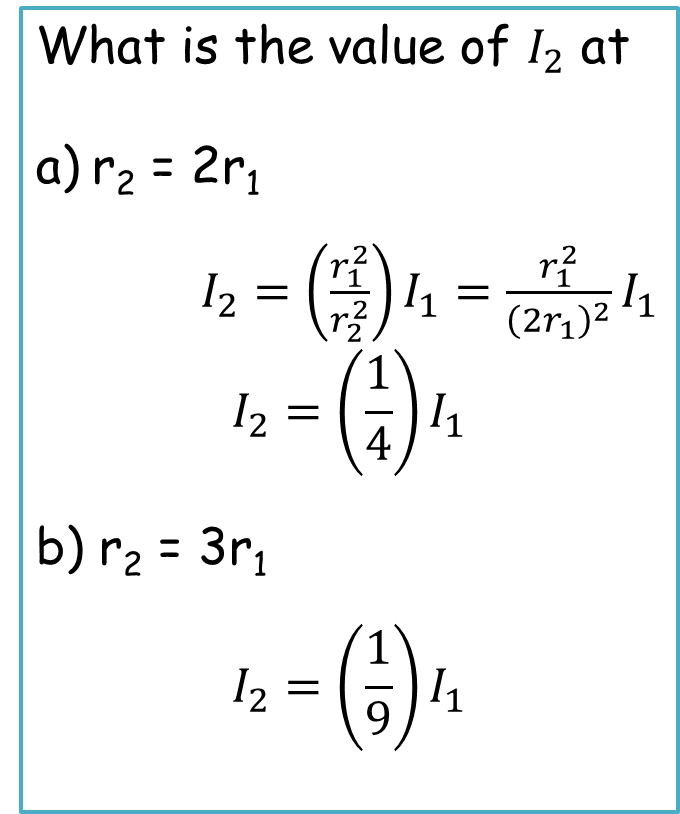 What is the value of I₂ at
a) r₂ = 2r₁
I₂ = (r₁²/r₂²) I₁ = r₁²/(2r₁)² I₁
I₂ = (1/4) I₁
b) r₂ = 3r₁
I₂ = (1/9) I₁